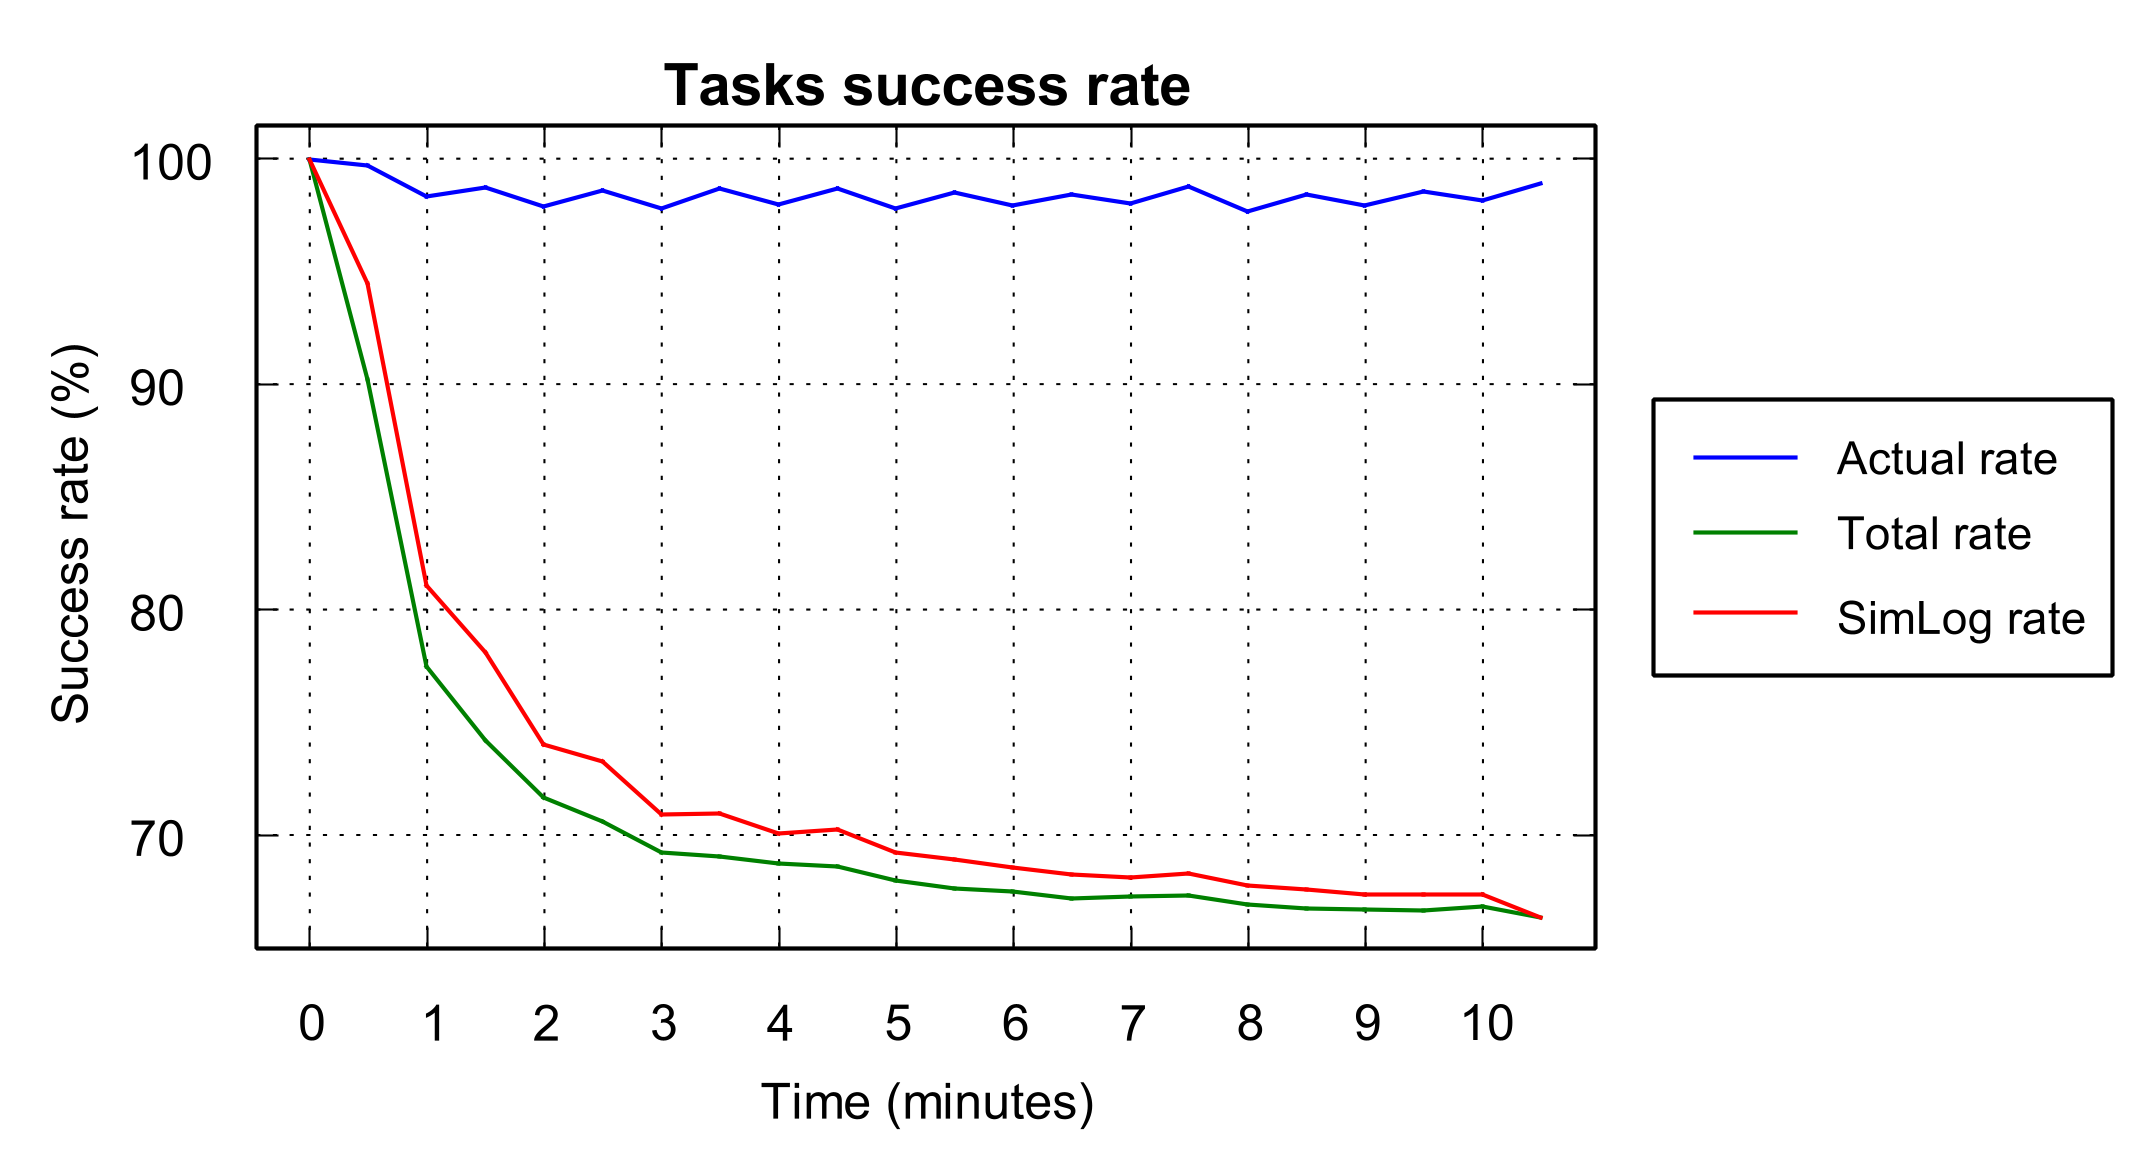 Tasks success rate
100
90
80
70
Success rate (%)
0 1 2 3 4 5 6 7 8 9 10
Time (minutes)
Actual rate
Total rate
SimLog rate